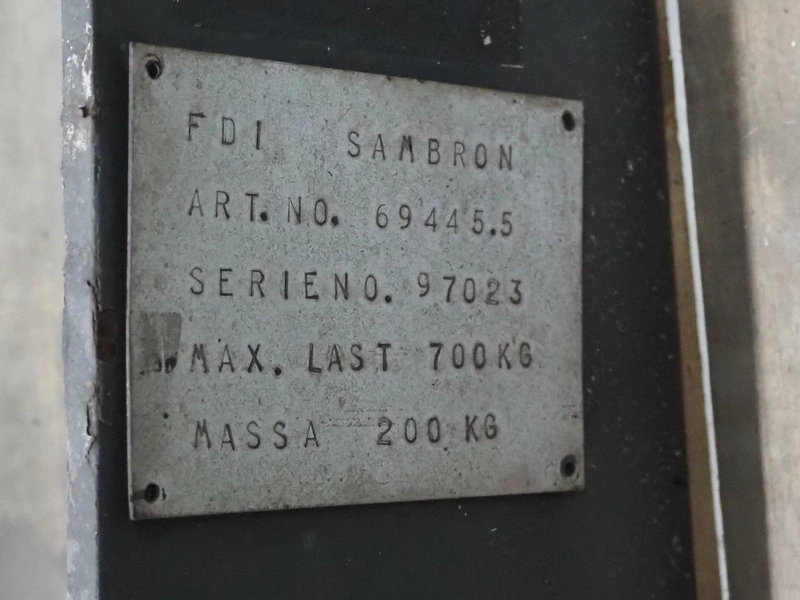 FDI SAMBRON
ART. NO. 69445.5
SERIENO. 97023
MAX. LAST 700KG
MASSA 200 KG